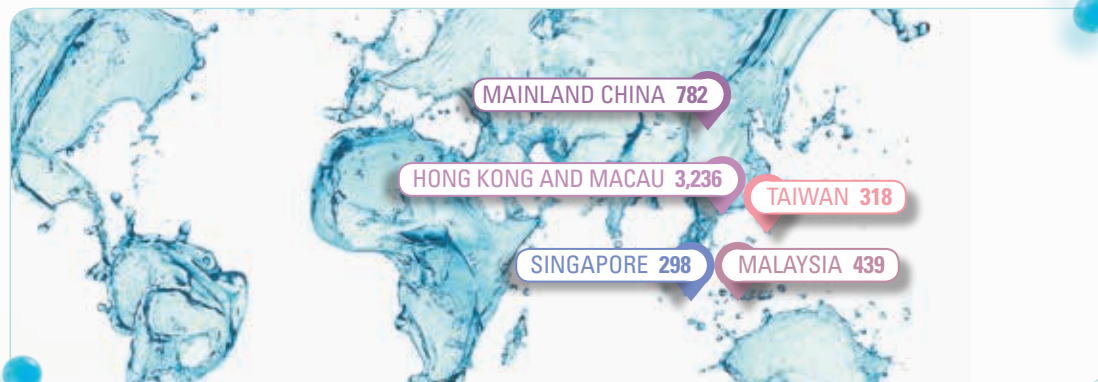 MAINLAND CHINA 782
HONG KONG AND MACAU 3,236
TAIWAN 318
SINGAPORE 298
MALAYSIA 439